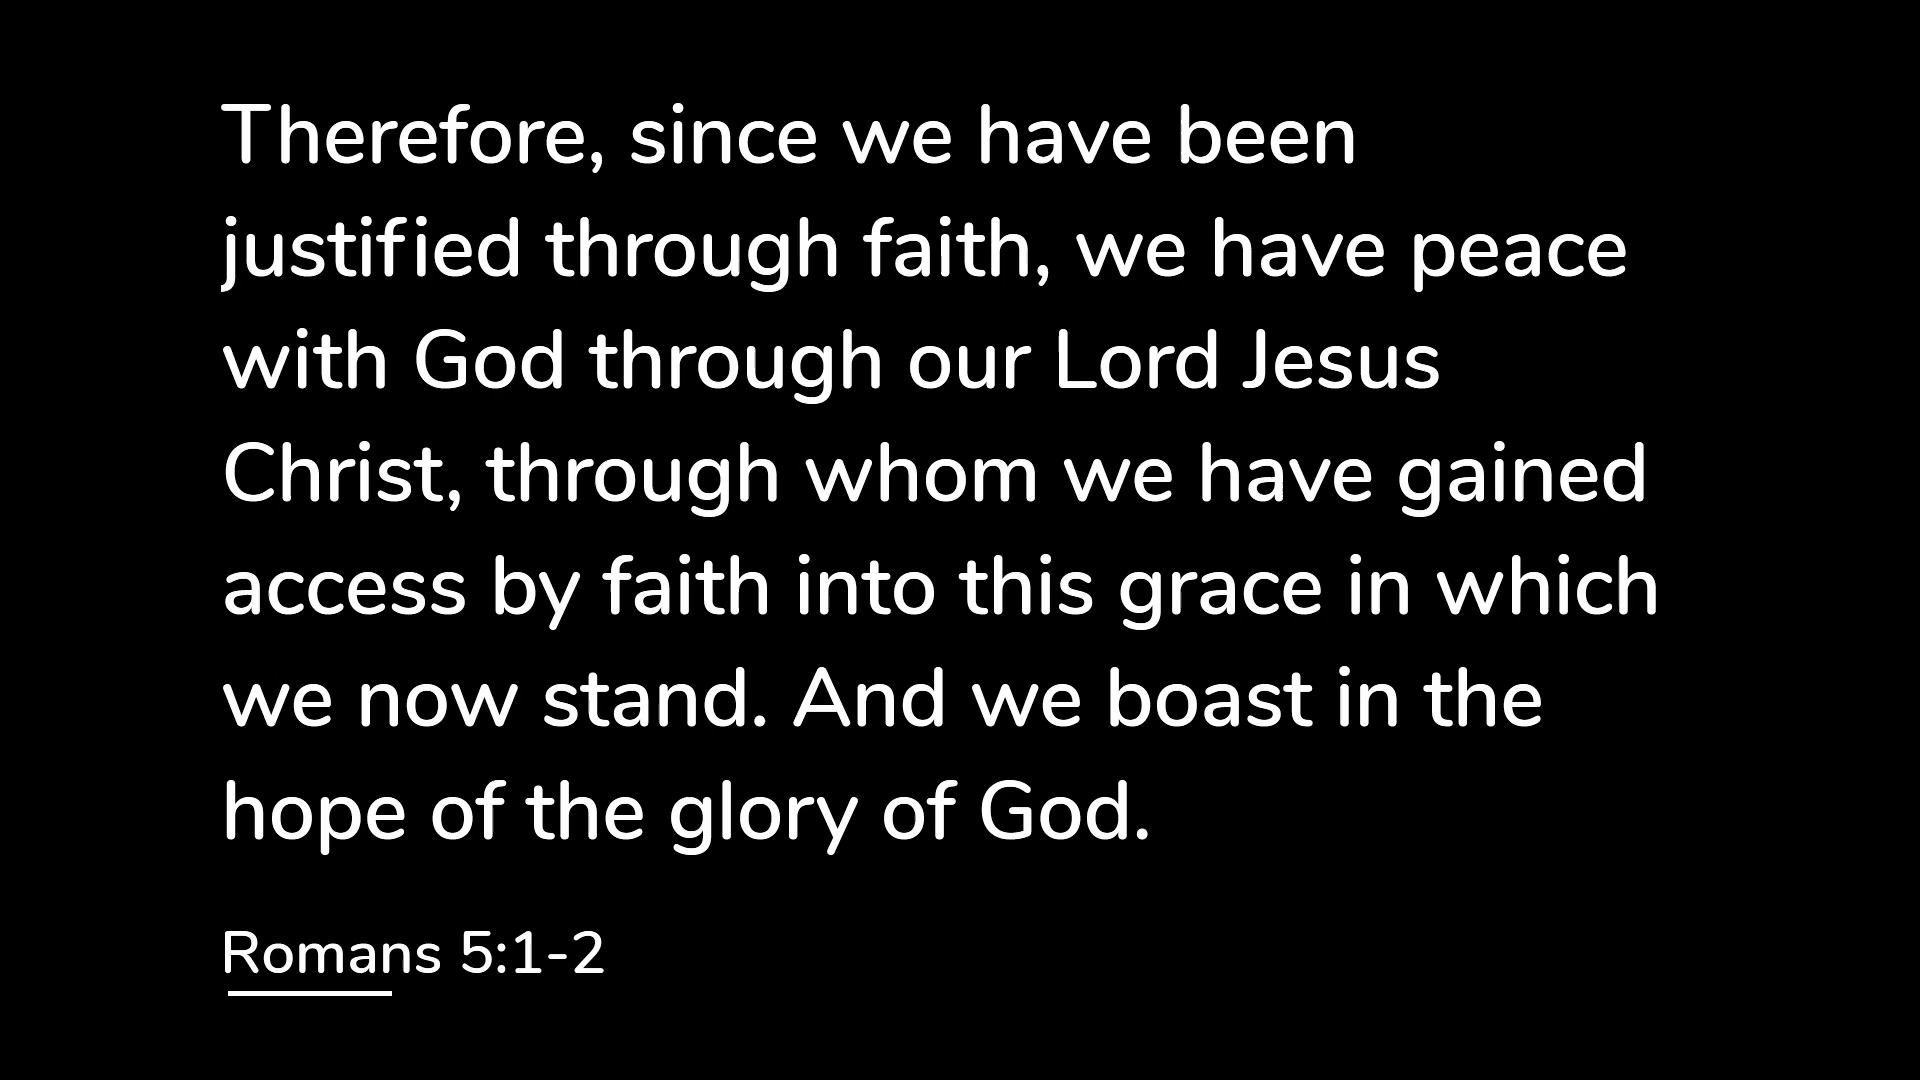 Therefore, since we have been
justified through faith, we have peace
with God through our Lord Jesus
Christ, through whom we have gained
access by faith into this grace in which
we now stand. And we boast in the
hope of the glory of God.
Romans 5:1-2